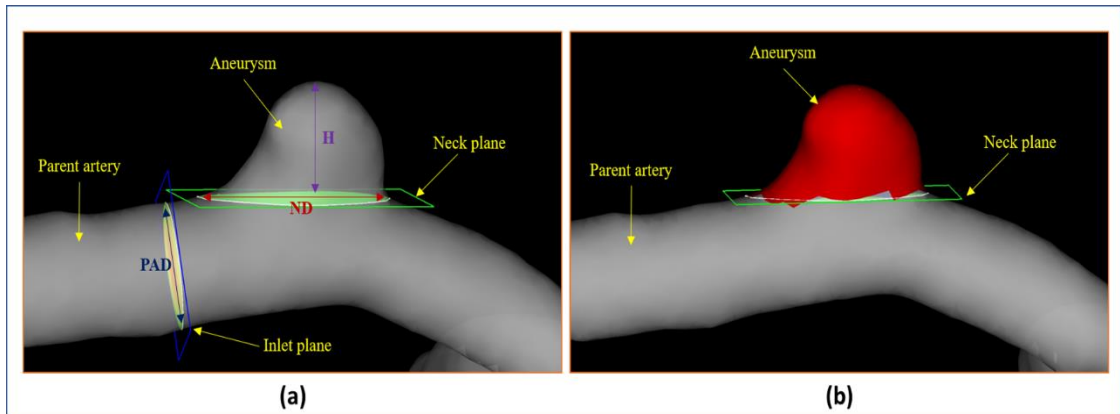 Aneurysm
H
Neck plane
Parent artery
ND
PAD
Inlet plane
(a)
Aneurysm
Neck plane
Parent artery
(b)